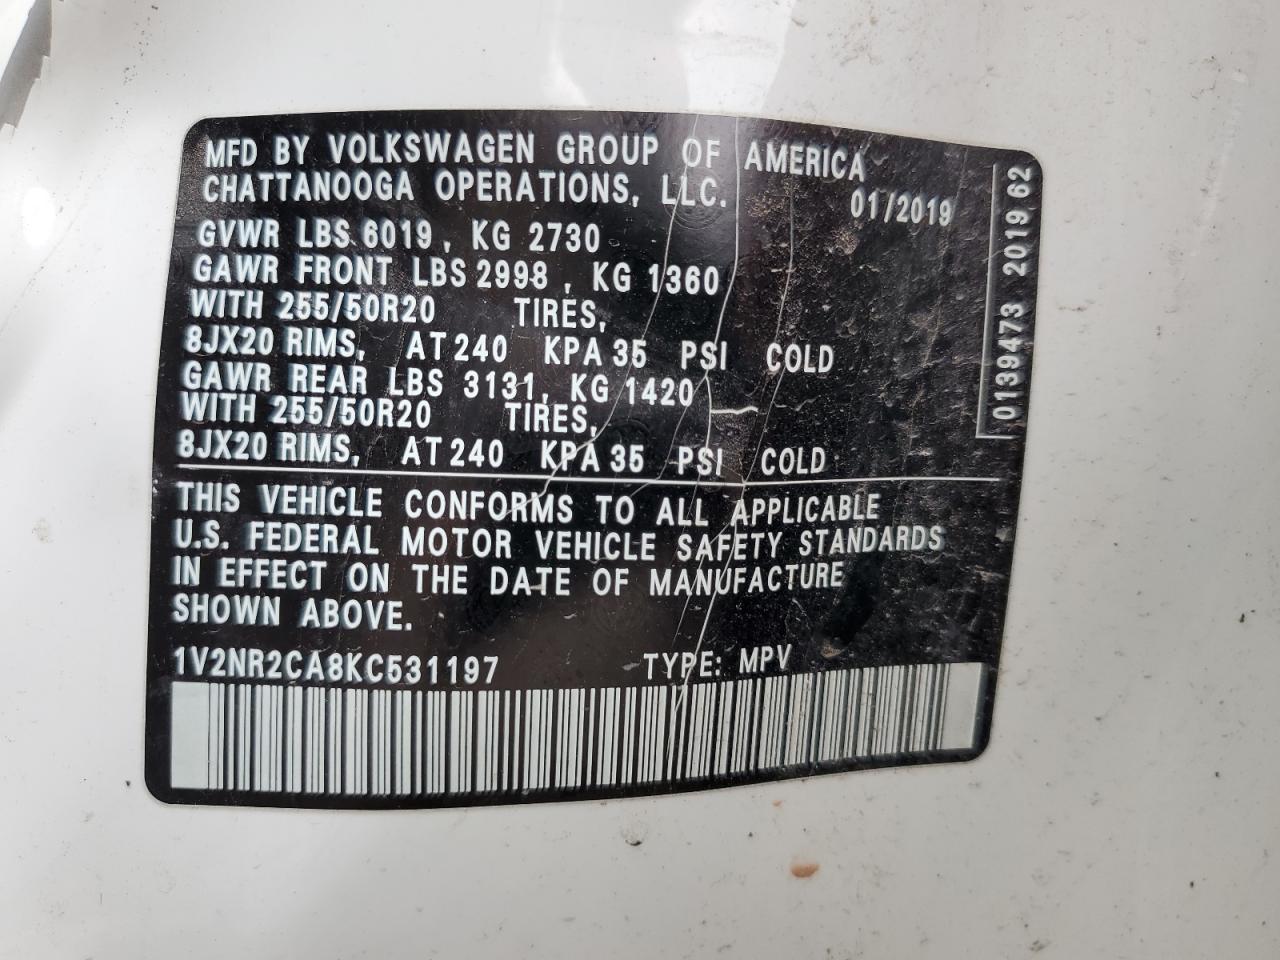 MFD BY VOLKSWAGEN GROUP OF AMERICA
CHATTANOOGA OPERATIONS, LLC.
01/2019
GVWR LBS 6019, KG 2730
GAWR FRONT LBS 2998, KG 1360
WITH 255/50R20 TIRES,
8JX20 RIMS, AT 240 KPA 35 PSI COLD
GAWR REAR LBS 3131, KG 1420
WITH 255/50R20 TIRES,
8JX20 RIMS, AT 240 KPA 35 PSI COLD
THIS VEHICLE CONFORMS TO ALL APPLICABLE
U.S. FEDERAL MOTOR VEHICLE SAFETY STANDARDS
IN EFFECT ON THE DATE OF MANUFACTURE
SHOWN ABOVE.
1V2NR2CA8KC531197 TYPE: MPV
0139473 2019 62